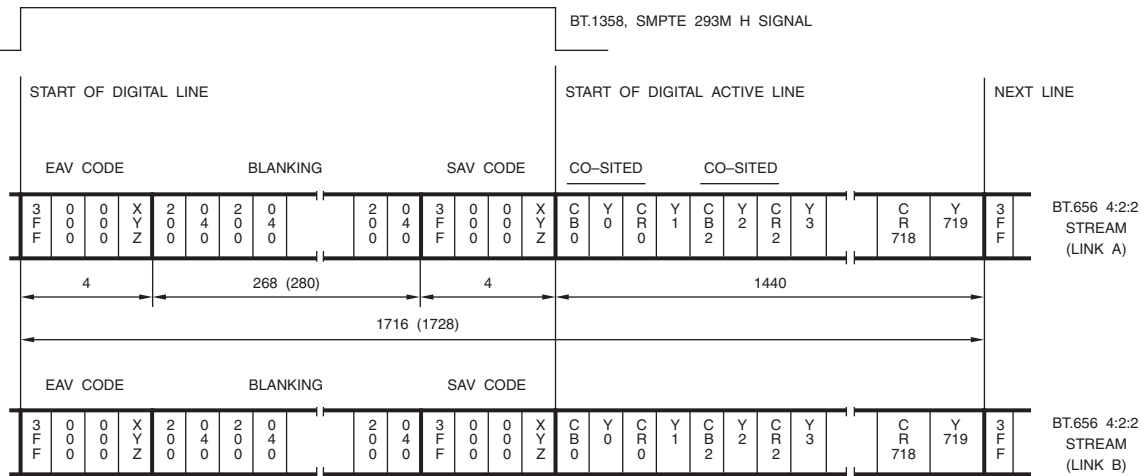 BT.1358, SMPTE 293M H SIGNAL
START OF DIGITAL LINE
START OF DIGITAL ACTIVE LINE
NEXT LINE
EAV CODE
BLANKING
SAV CODE
CO–SITED
CO–SITED
3FF 000 000 XYZ 200 040 200 040 200 040 3FF 000 000 XYZ CB0 Y0 CR0 Y1 CB2 Y2 CR2 Y3 CR718 Y719 3FF
BT.656 4:2:2
STREAM
(LINK A)
4
268 (280)
4
1440
1716 (1728)
EAV CODE
BLANKING
SAV CODE
3FF 000 000 XYZ 200 040 200 040 200 040 3FF 000 000 XYZ CB0 Y0 CR0 Y1 CB2 Y2 CR2 Y3 CR718 Y719 3FF
BT.656 4:2:2
STREAM
(LINK B)